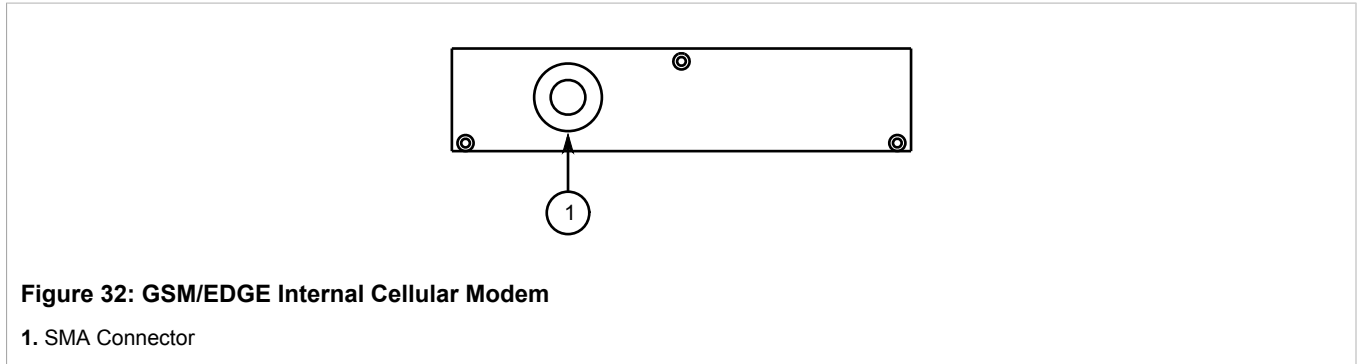 1
Figure 32: GSM/EDGE Internal Cellular Modem
1. SMA Connector